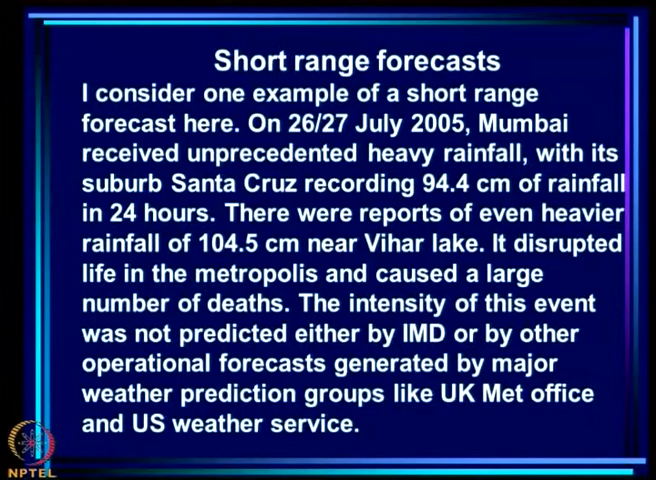 Short range forecasts
I consider one example of a short range
forecast here. On 26/27 July 2005, Mumbai
received unprecedented heavy rainfall, with its
suburb Santa Cruz recording 94.4 cm of rainfall
in 24 hours. There were reports of even heavier
rainfall of 104.5 cm near Vihar lake. It disrupted
life in the metropolis and caused a large
number of deaths. The intensity of this event
was not predicted either by IMD or by other
operational forecasts generated by major
weather prediction groups like UK Met office
and US weather service.
NPTEL